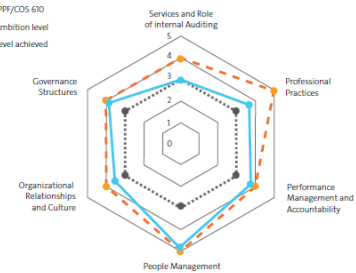 PPF/COS 610
mbition level
evel achieved
Services and Role
of internal Auditing
5
4
3
2
1
0
Professional
Practices
Performance
Management and
Accountability
People Management
Organizational
Relationships
and Culture
Governance
Structures